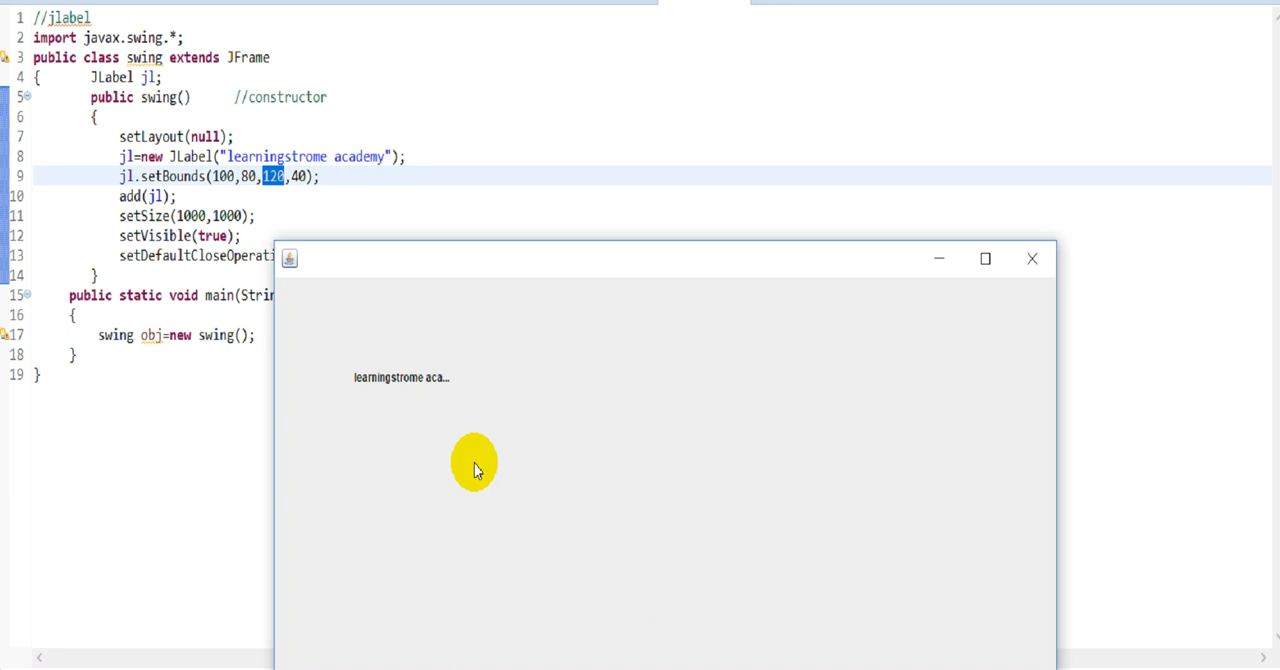 1 //jlabel
2 import javax.swing.*;
3 public class swing extends JFrame
4 { JLabel jl;
5 public swing() //constructor
6 {
7 setLayout(null);
8 jl=new JLabel("learningstrome academy");
9 jl.setBounds(100,80,120,40);
10 add(jl);
11 setSize(1000,1000);
12 setVisible(true);
13 setDefaultCloseOperati
14 }
15 public static void main(Strin
16 {
17 swing obj=new swing();
18 }
19 }
learningstrome aca...